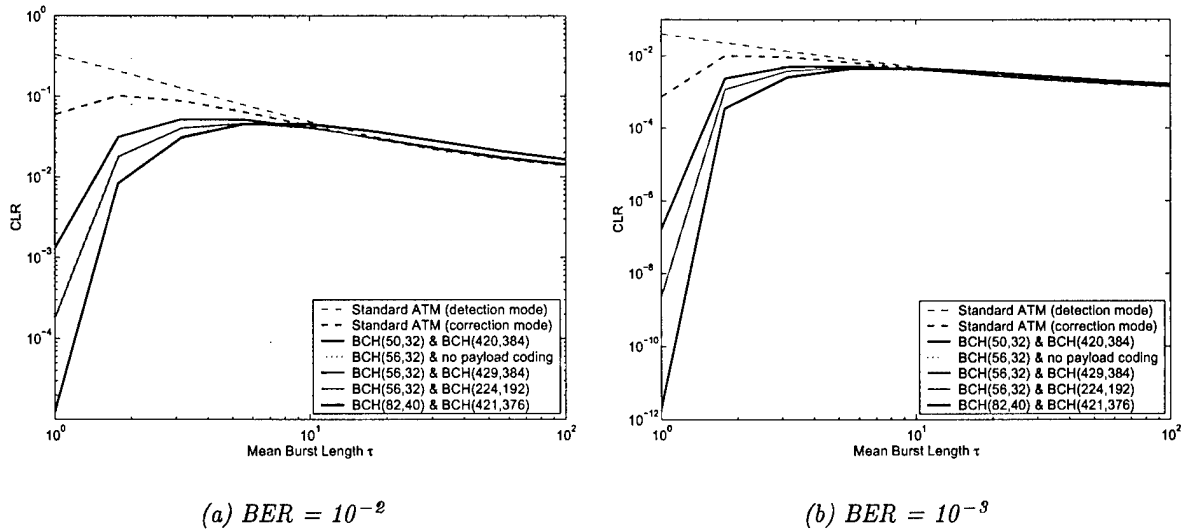 10^0
10^-1
10^-2
10^-3
10^-4
CLR
Standard ATM (detection mode)
Standard ATM (correction mode)
BCH(50,32) & BCH(420,384)
BCH(56,32) & no payload coding
BCH(56,32) & BCH(429,384)
BCH(56,32) & BCH(224,192)
BCH(82,40) & BCH(421,376)
10^0
10^1
10^2
Mean Burst Length τ
(a) BER = 10^-2
10^-2
10^-4
10^-6
10^-8
10^-10
10^-12
CLR
Standard ATM (detection mode)
Standard ATM (correction mode)
BCH(50,32) & BCH(420,384)
BCH(56,32) & no payload coding
BCH(56,32) & BCH(429,384)
BCH(56,32) & BCH(224,192)
BCH(82,40) & BCH(421,376)
10^0
10^1
10^2
Mean Burst Length τ
(b) BER = 10^-3